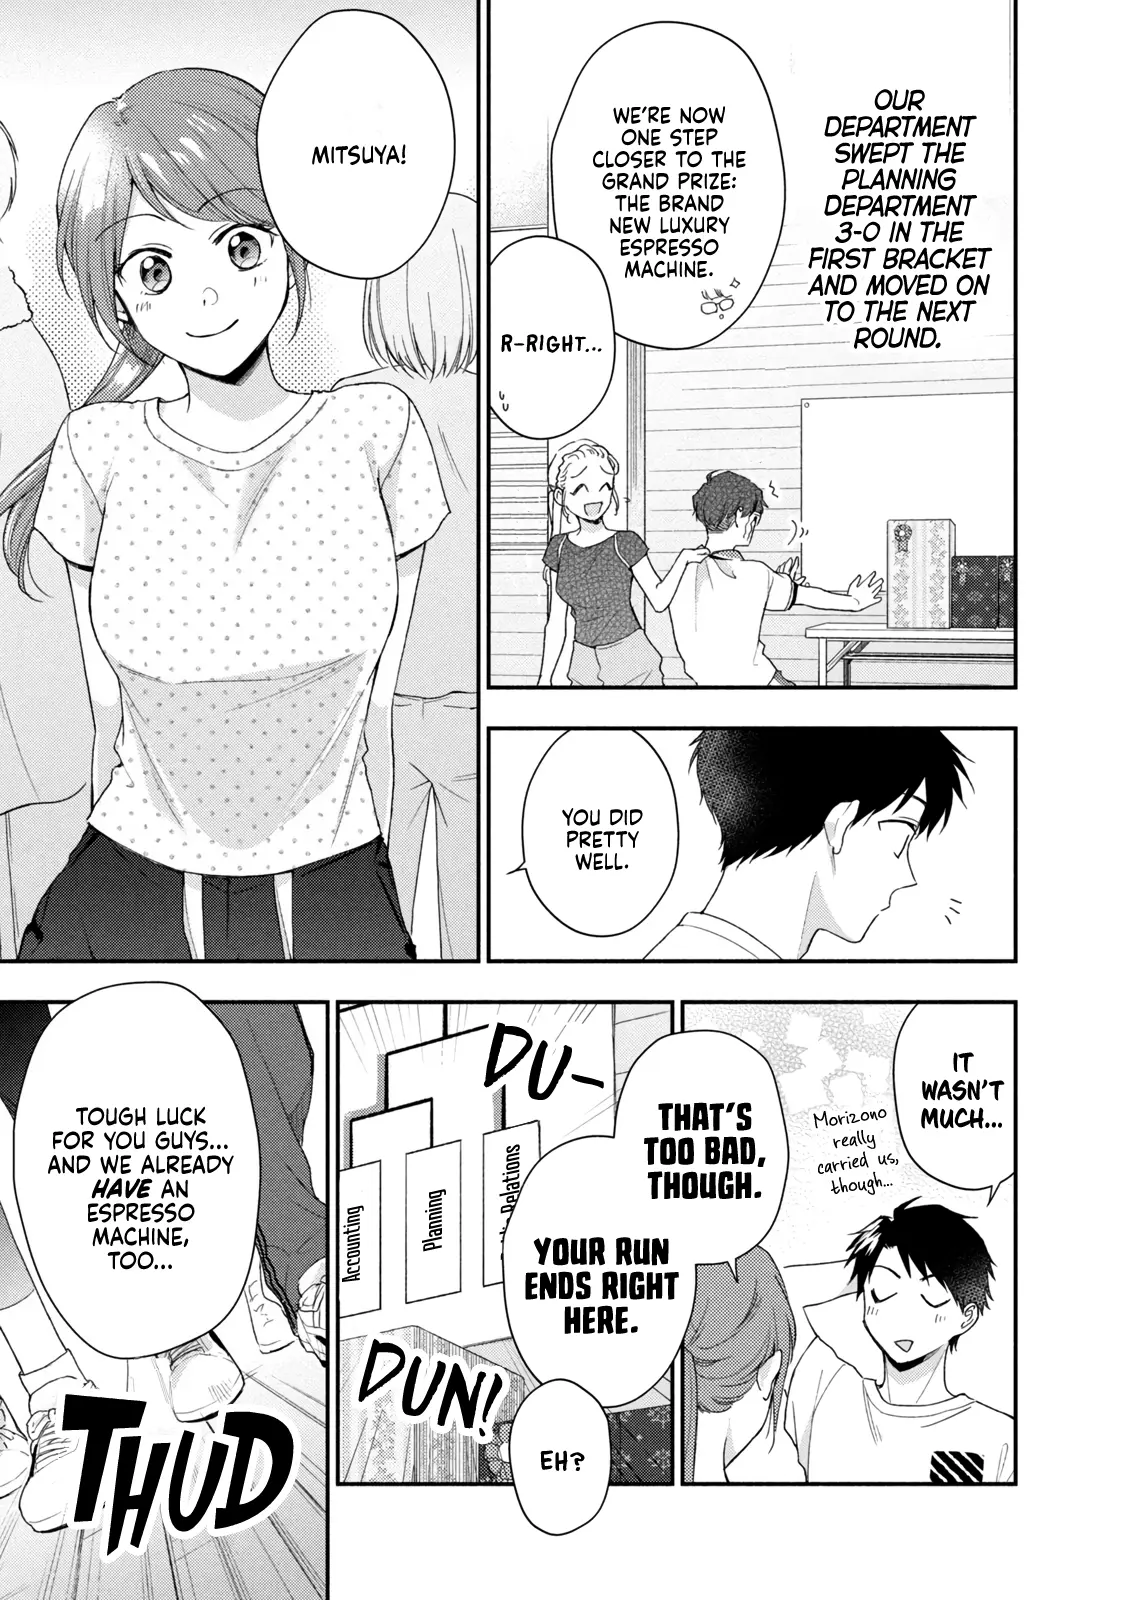 OUR
DEPARTMENT
SWEPT THE
PLANNING
DEPARTMENT
3-0 IN THE
FIRST BRACKET
AND MOVED ON
TO THE NEXT
ROUND.
WE'RE NOW
ONE STEP
CLOSER TO THE
GRAND PRIZE:
THE BRAND
NEW LUXURY
ESPRESSO
MACHINE.
R-RIGHT...
MITSUYA!
YOU DID
PRETTY
WELL.
IT
WASN'T
MUCH...
Morizono
really
carried us,
though...
THAT'S
TOO BAD,
THOUGH.
YOUR RUN
ENDS RIGHT
HERE.
EH?
DU-
Accounting
Planning
Relations
DUN!
TOUGH LUCK
FOR YOU GUYS...
AND WE ALREADY
HAVE AN
ESPRESSO
MACHINE,
TOO...
THUD